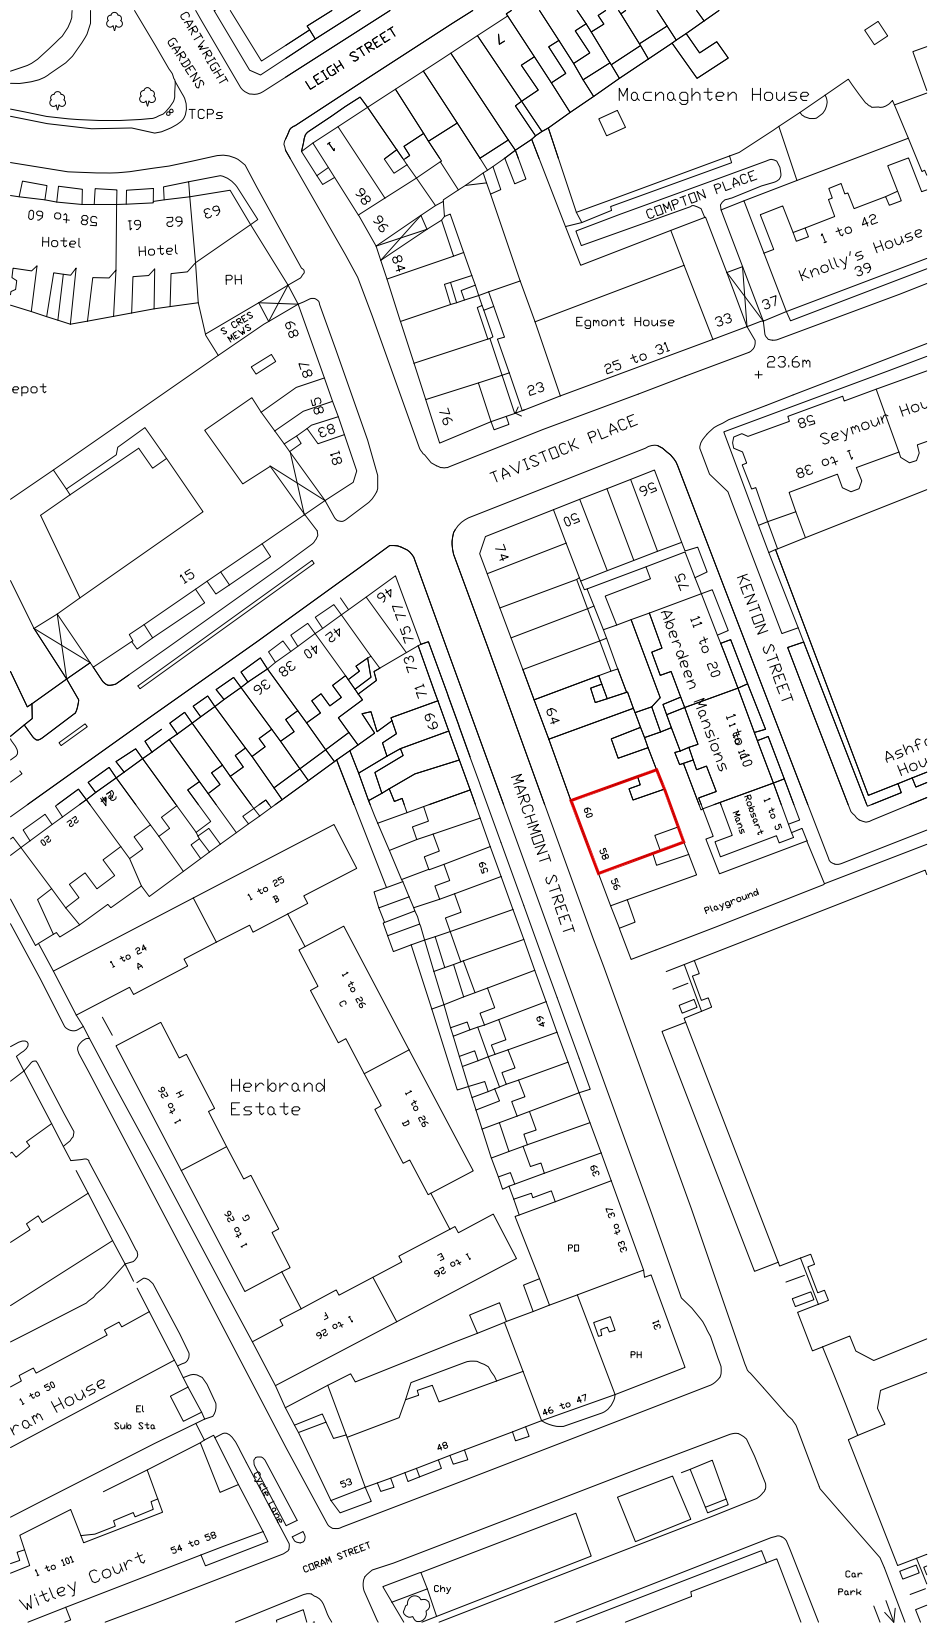 CARTWRIGHT
GARDENS
LEIGH STREET
7
Macnaghten House
TCPs
1
98
96
84
COMPTON PLACE
60 to 58
Hotel
61
62
63
Hotel
PH
S CRES
MEWS
1 to 42
Knolly's House
39
37
33
Egmont House
25 to 31
23
23.6m
89
87
85
83
81
epot
76
TAVISTOCK PLACE
58
Seymour Hou
1 to 38
56
50
74
15
75
KENTON STREET
Aberdeen Mansions
11 to 20
46
77
75
73
71
69
42
40
38
36
64
24
22
20
MARCHMONT STREET
60
58
56
Robsart
Mans
1 to 5
Ashfo
Hou
Playground
59
1 to 25
B
1 to 24
A
1 to 26
C
49
Herbrand
Estate
1 to 26
H
1 to 26
D
39
1 to 26
G
33 to 37
PO
1 to 26
E
1 to 26
F
31
PH
1 to 50
ram House
El
Sub Sta
46 to 47
48
53
Cycle Lane
54 to 58
1 to 101
Witley Court
CORAM STREET
Chy
Car
Park